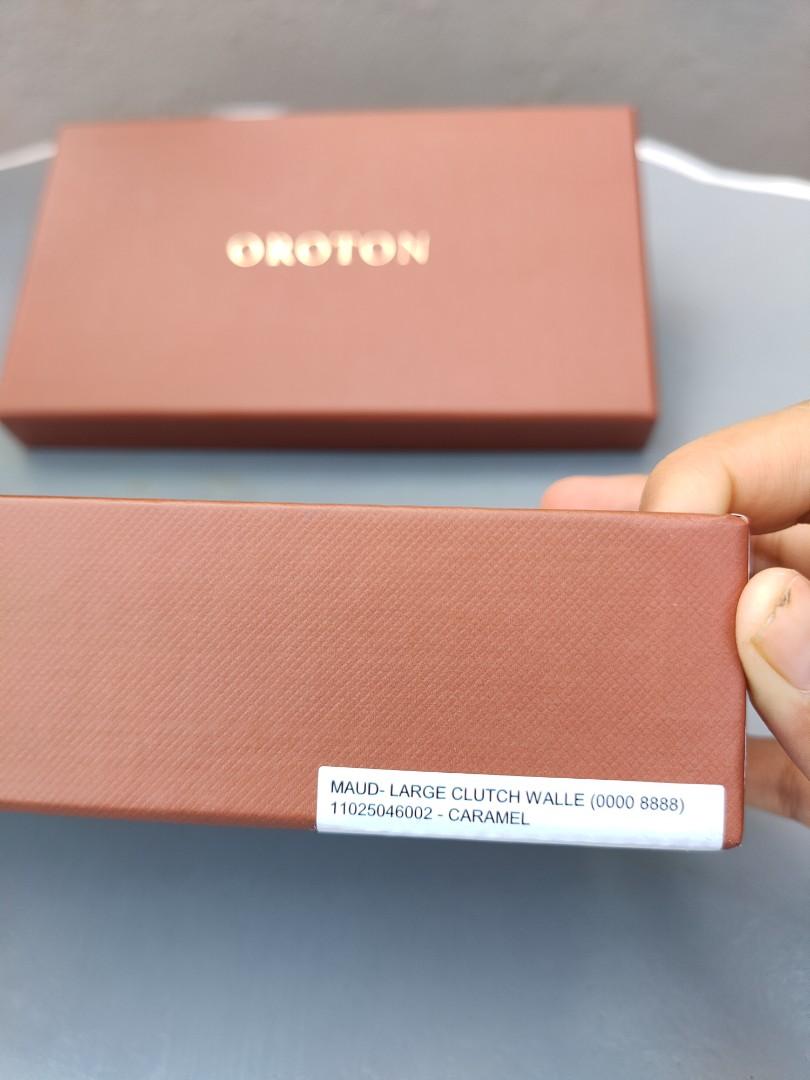 OROTON
MAUD- LARGE CLUTCH WALLE (0000 8888)
11025046002 - CARAMEL